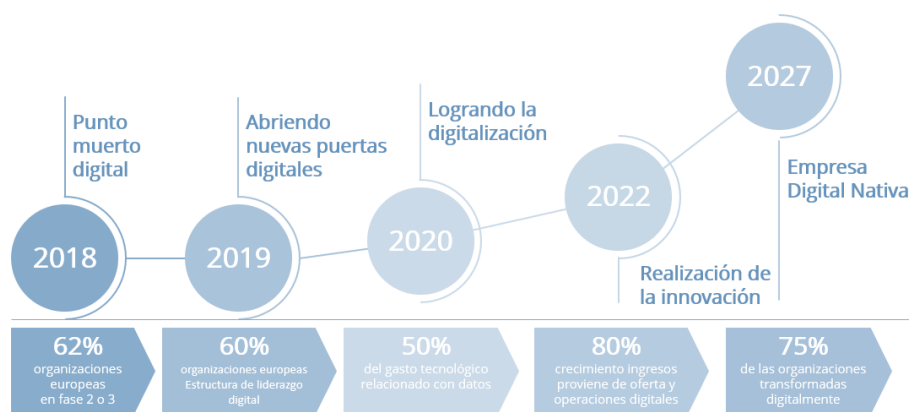 2018
Punto
muerto
digital
2019
Abriendo
nuevas puertas
digitales
2020
Logrando la
digitalización
2022
Realización de
la innovación
2027
Empresa
Digital Nativa
62%
organizaciones
europeas
en fase 2 o 3
60%
organizaciones europeas
Estructura de liderazgo
digital
50%
del gasto tecnológico
relacionado con datos
80%
crecimiento ingresos
proviene de oferta y
operaciones digitales
75%
de las organizaciones
transformadas
digitalmente